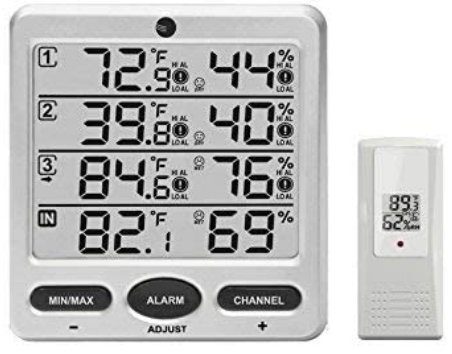 1 72.9°F HI AL LO AL 44% HI AL LO AL
2 39.8°F HI AL LO AL 40% HI AL LO AL
3 84.6°F HI AL LO AL 76% HI AL LO AL
IN 82.1°F 69%
MIN/MAX ALARM CHANNEL
- ADJUST +
89.3
62%RH